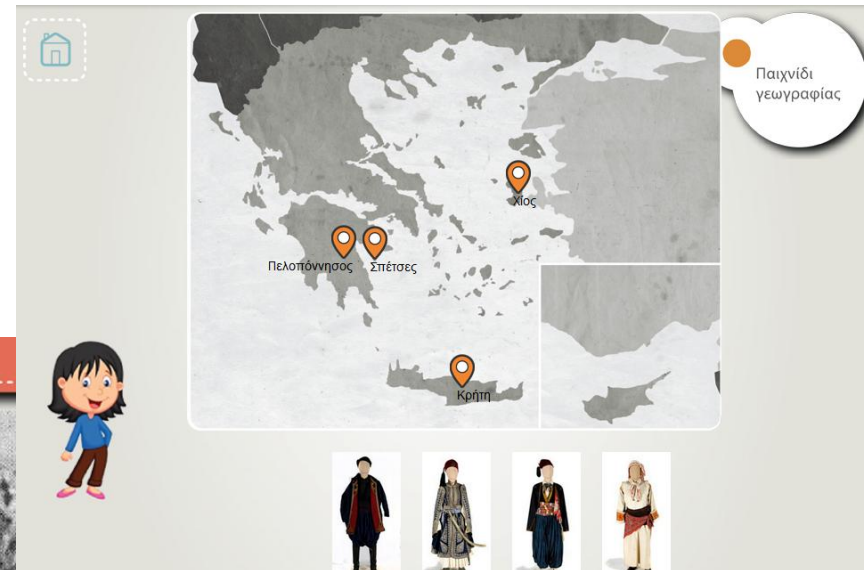 Παιχνίδι
γεωγραφίας
Χίος
Πελοπόννησος
Σπέτσες
Κρήτη